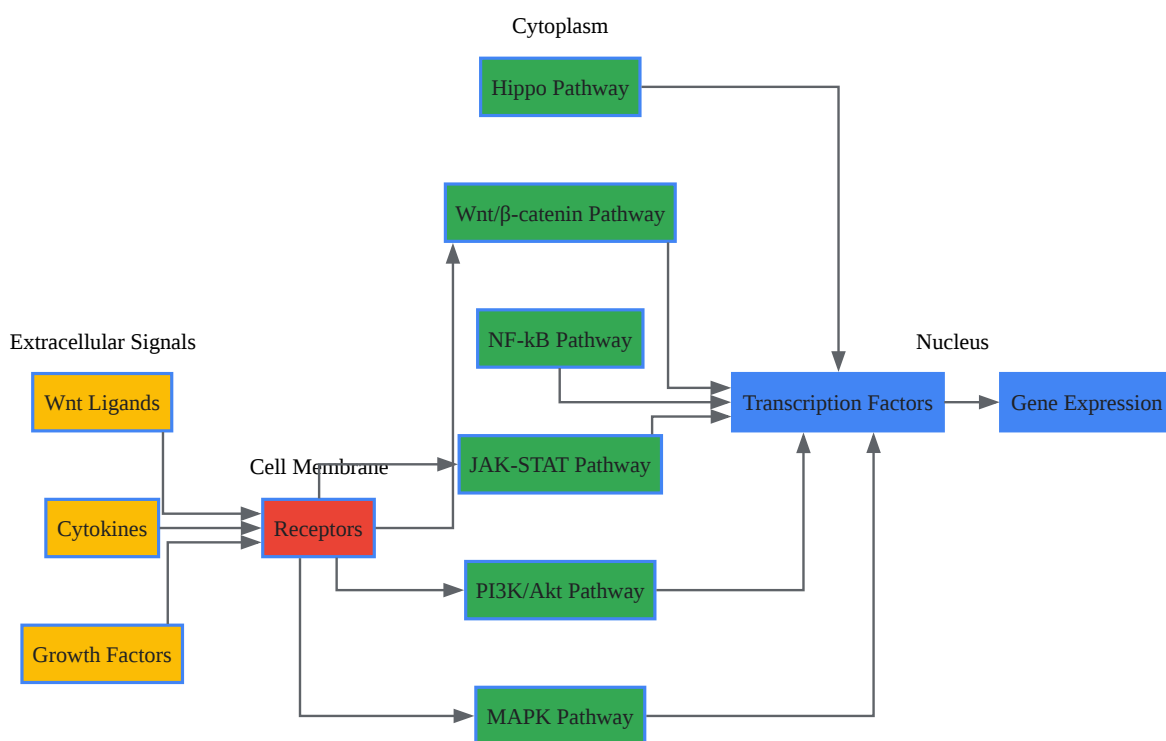 Cytoplasm
Hippo Pathway
Wnt/β-catenin Pathway
NF-kB Pathway
Extracellular Signals
Nucleus
Wnt Ligands
Transcription Factors
Gene Expression
Cell Membrane
JAK-STAT Pathway
Cytokines
Receptors
PI3K/Akt Pathway
Growth Factors
MAPK Pathway